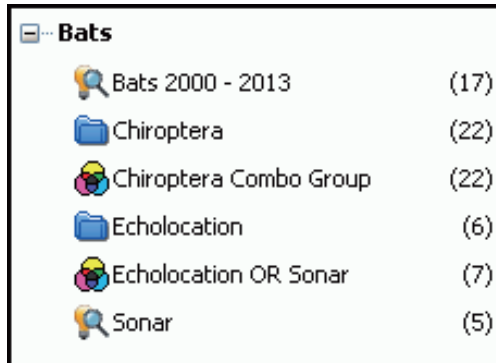 Bats
Bats 2000 - 2013 (17)
Chiroptera (22)
Chiroptera Combo Group (22)
Echolocation (6)
Echolocation OR Sonar (7)
Sonar (5)